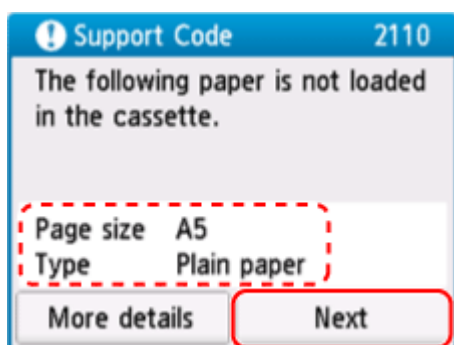 Support Code 2110
The following paper is not loaded
in the cassette.
Page size A5
Type Plain paper
More details Next